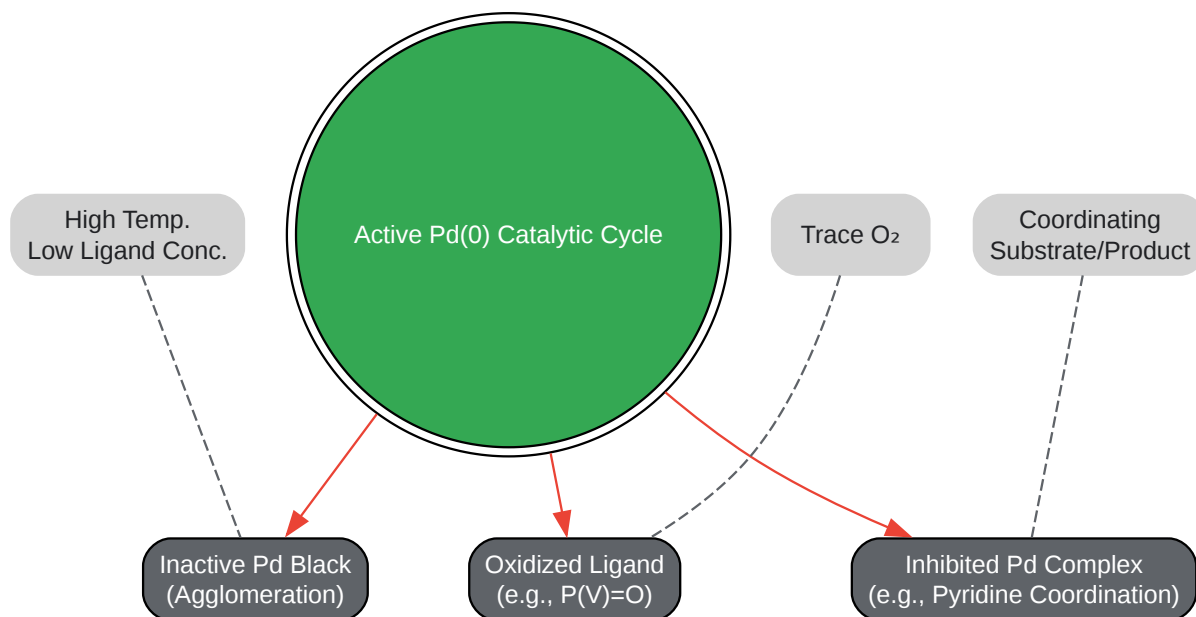 High Temp.
Low Ligand Conc.
Active Pd(0) Catalytic Cycle
Trace O₂
Coordinating
Substrate/Product
Inactive Pd Black
(Agglomeration)
Oxidized Ligand
(e.g., P(V)=O)
Inhibited Pd Complex
(e.g., Pyridine Coordination)